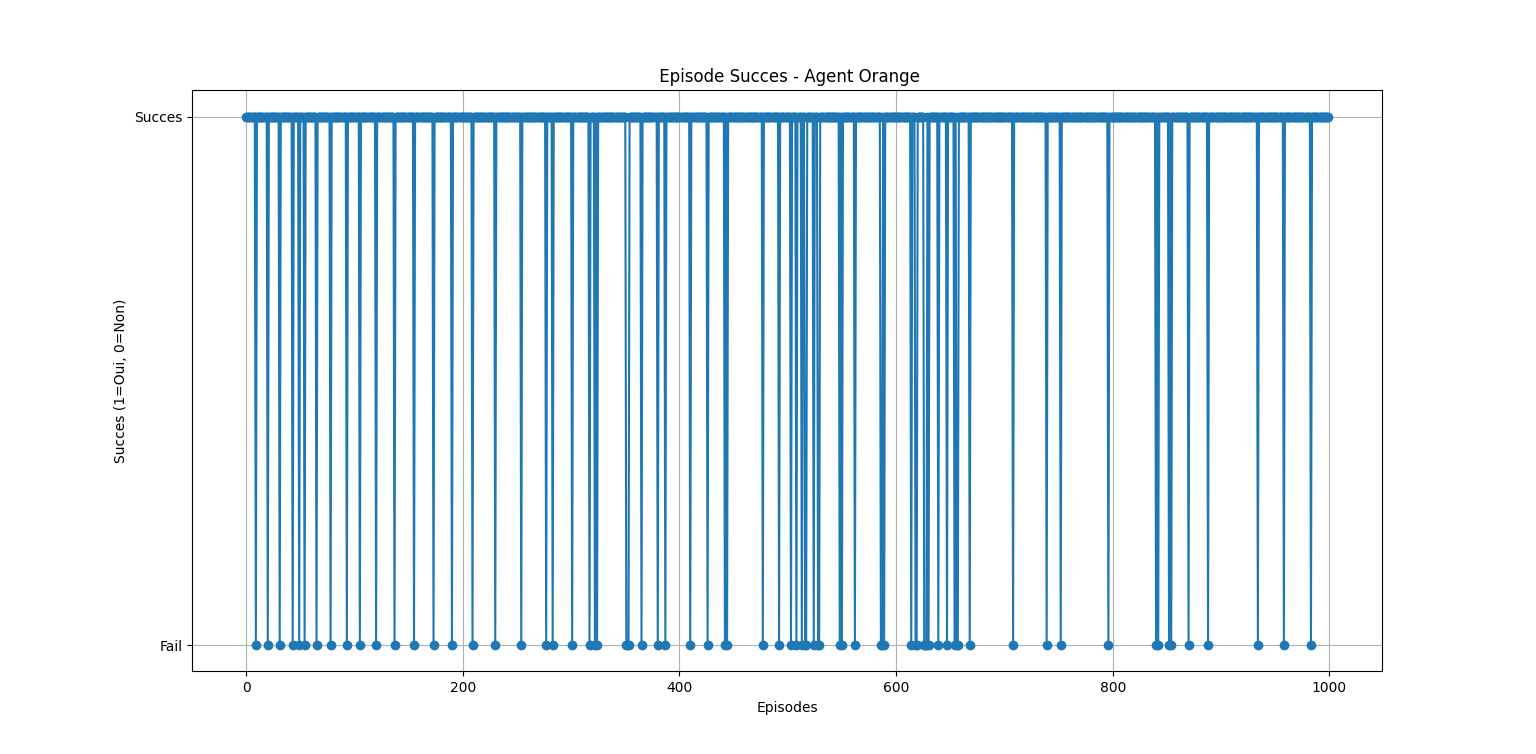 Episode Succes - Agent Orange
Succes
Succes (1=Oui, 0=Non)
Fail
0 200 400 600 800 1000
Episodes